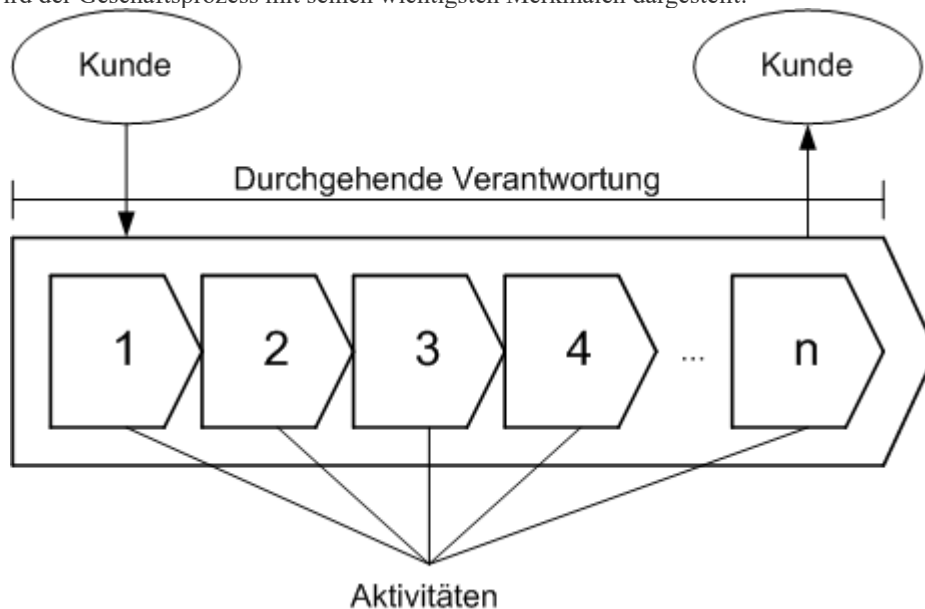 ird der Geschäftsprozess mit seinen wichtigsten Merkmalen dargestellt.
Kunde
Kunde
Durchgehende Verantwortung
1 2 3 4 ... n
Aktivitäten